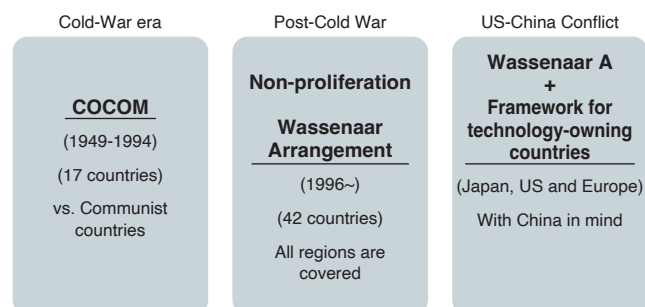 Cold-War era
COCOM
(1949-1994)
(17 countries)
vs. Communist
countries
Post-Cold War
Non-proliferation
Wassenaar
Arrangement
(1996~)
(42 countries)
All regions are
covered
US-China Conflict
Wassenaar A
+
Framework for
technology-owning
countries
(Japan, US and Europe)
With China in mind